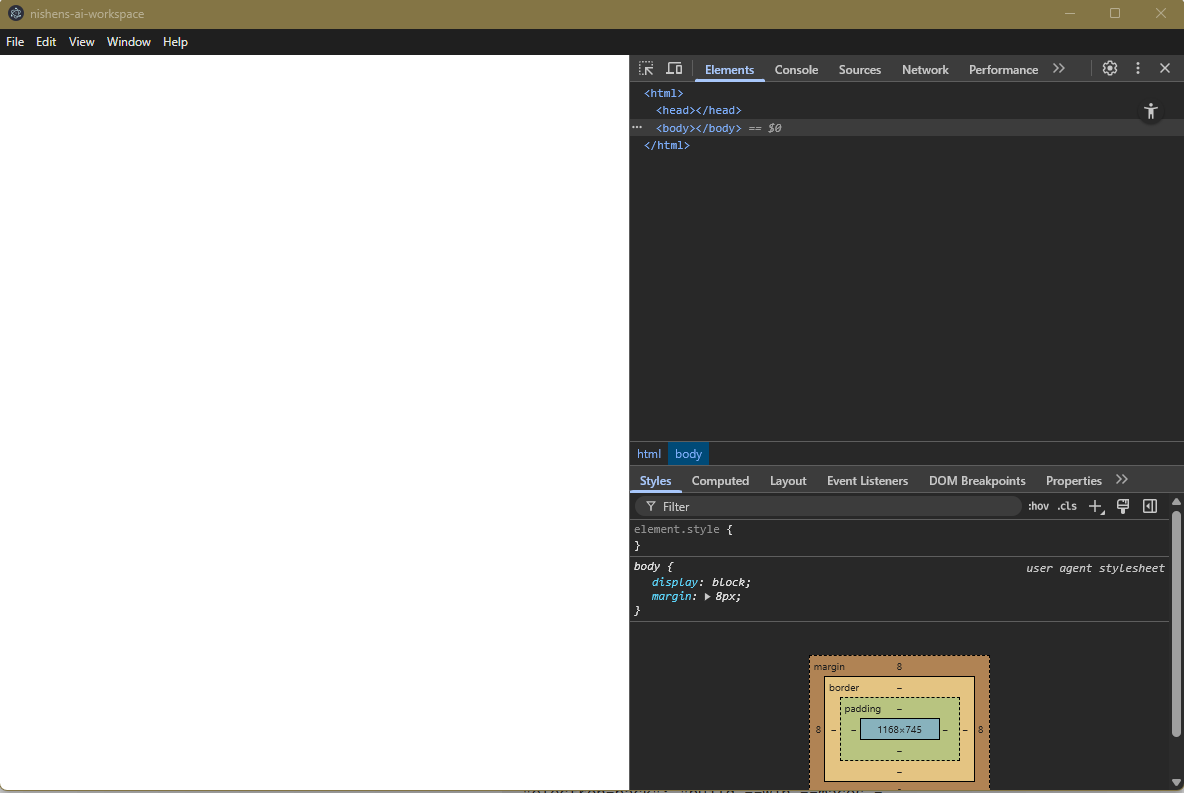 nishens-ai-workspace
File Edit View Window Help
Elements Console Sources Network Performance
<html>
<head></head>
<body></body> == $0
</html>
html body
Styles Computed Layout Event Listeners DOM Breakpoints Properties
Filter :hov .cls
element.style {
}
body { user agent stylesheet
display: block;
margin: 8px;
}
margin 8
border –
padding –
8 – – 1168×745 – – 8
–
–